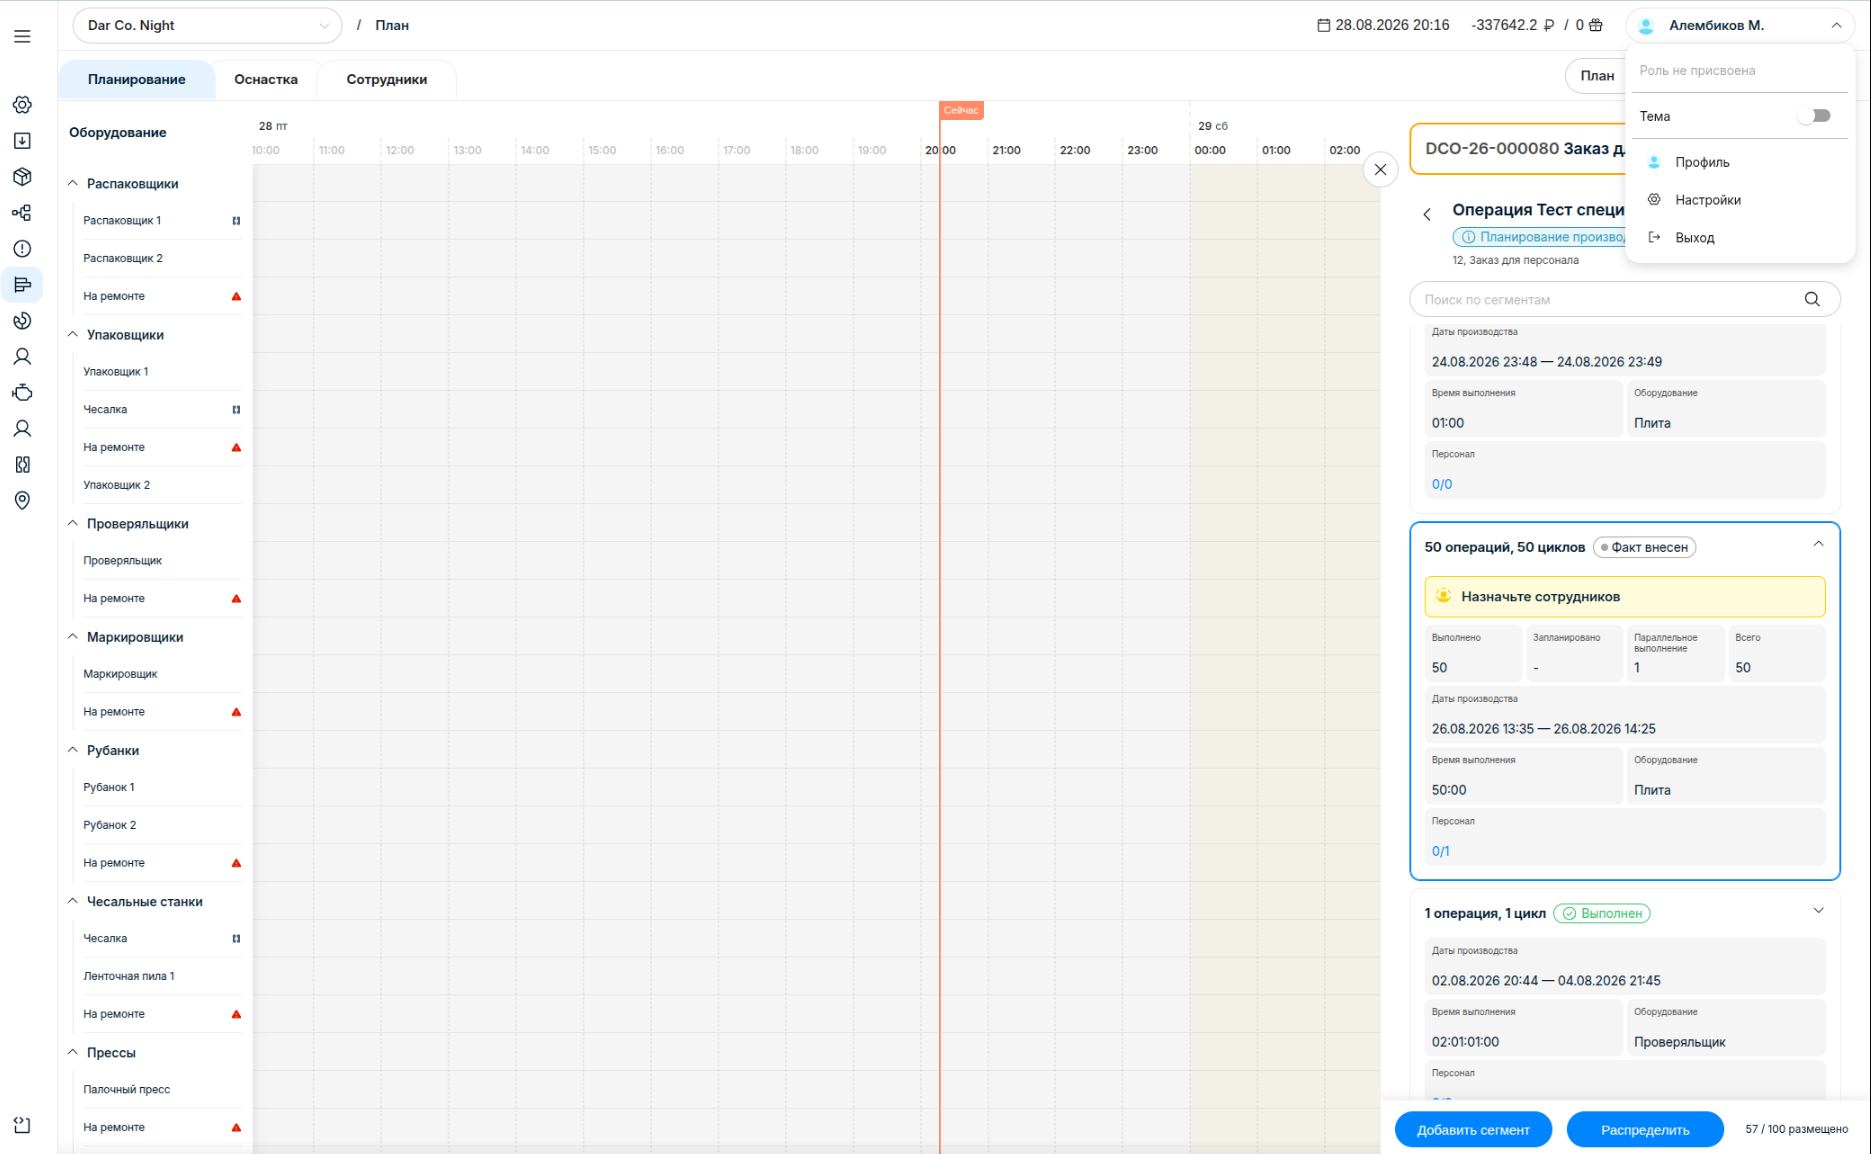 Dar Co. Night / План 28.08.2026 20:16 -337642.2 ₽ / 0 Алембиков М.
Планирование Оснастка Сотрудники План
Роль не присвоена
Тема
Профиль
Настройки
Выход
Оборудование
28 пт 29 сб
Сейчас
10:00 11:00 12:00 13:00 14:00 15:00 16:00 17:00 18:00 19:00 20:00 21:00 22:00 23:00 00:00 01:00 02:00
Распаковщики
Распаковщик 1
Распаковщик 2
На ремонте
Упаковщики
Упаковщик 1
Чесалка
На ремонте
Упаковщик 2
Проверяльщики
Проверяльщик
На ремонте
Маркировщики
Маркировщик
На ремонте
Рубанки
Рубанок 1
Рубанок 2
На ремонте
Чесальные станки
Чесалка
Ленточная пила 1
На ремонте
Прессы
Палочный пресс
На ремонте
DCO-26-000080 Заказ
Операция Тест специ
Планирование произво
12, Заказ для персонала
Поиск по сегментам
Даты производства
24.08.2026 23:48 — 24.08.2026 23:49
Время выполнения Оборудование
01:00 Плита
Персонал
0/0
50 операций, 50 циклов Факт внесен
Назначьте сотрудников
Выполнено Запланировано Параллельное выполнение Всего
50 - 1 50
Даты производства
26.08.2026 13:35 — 26.08.2026 14:25
Время выполнения Оборудование
50:00 Плита
Персонал
0/1
1 операция, 1 цикл Выполнен
Даты производства
02.08.2026 20:44 — 04.08.2026 21:45
Время выполнения Оборудование
02:01:01:00 Проверяльщик
Персонал
Добавить сегмент Распределить 57 / 100 размещено